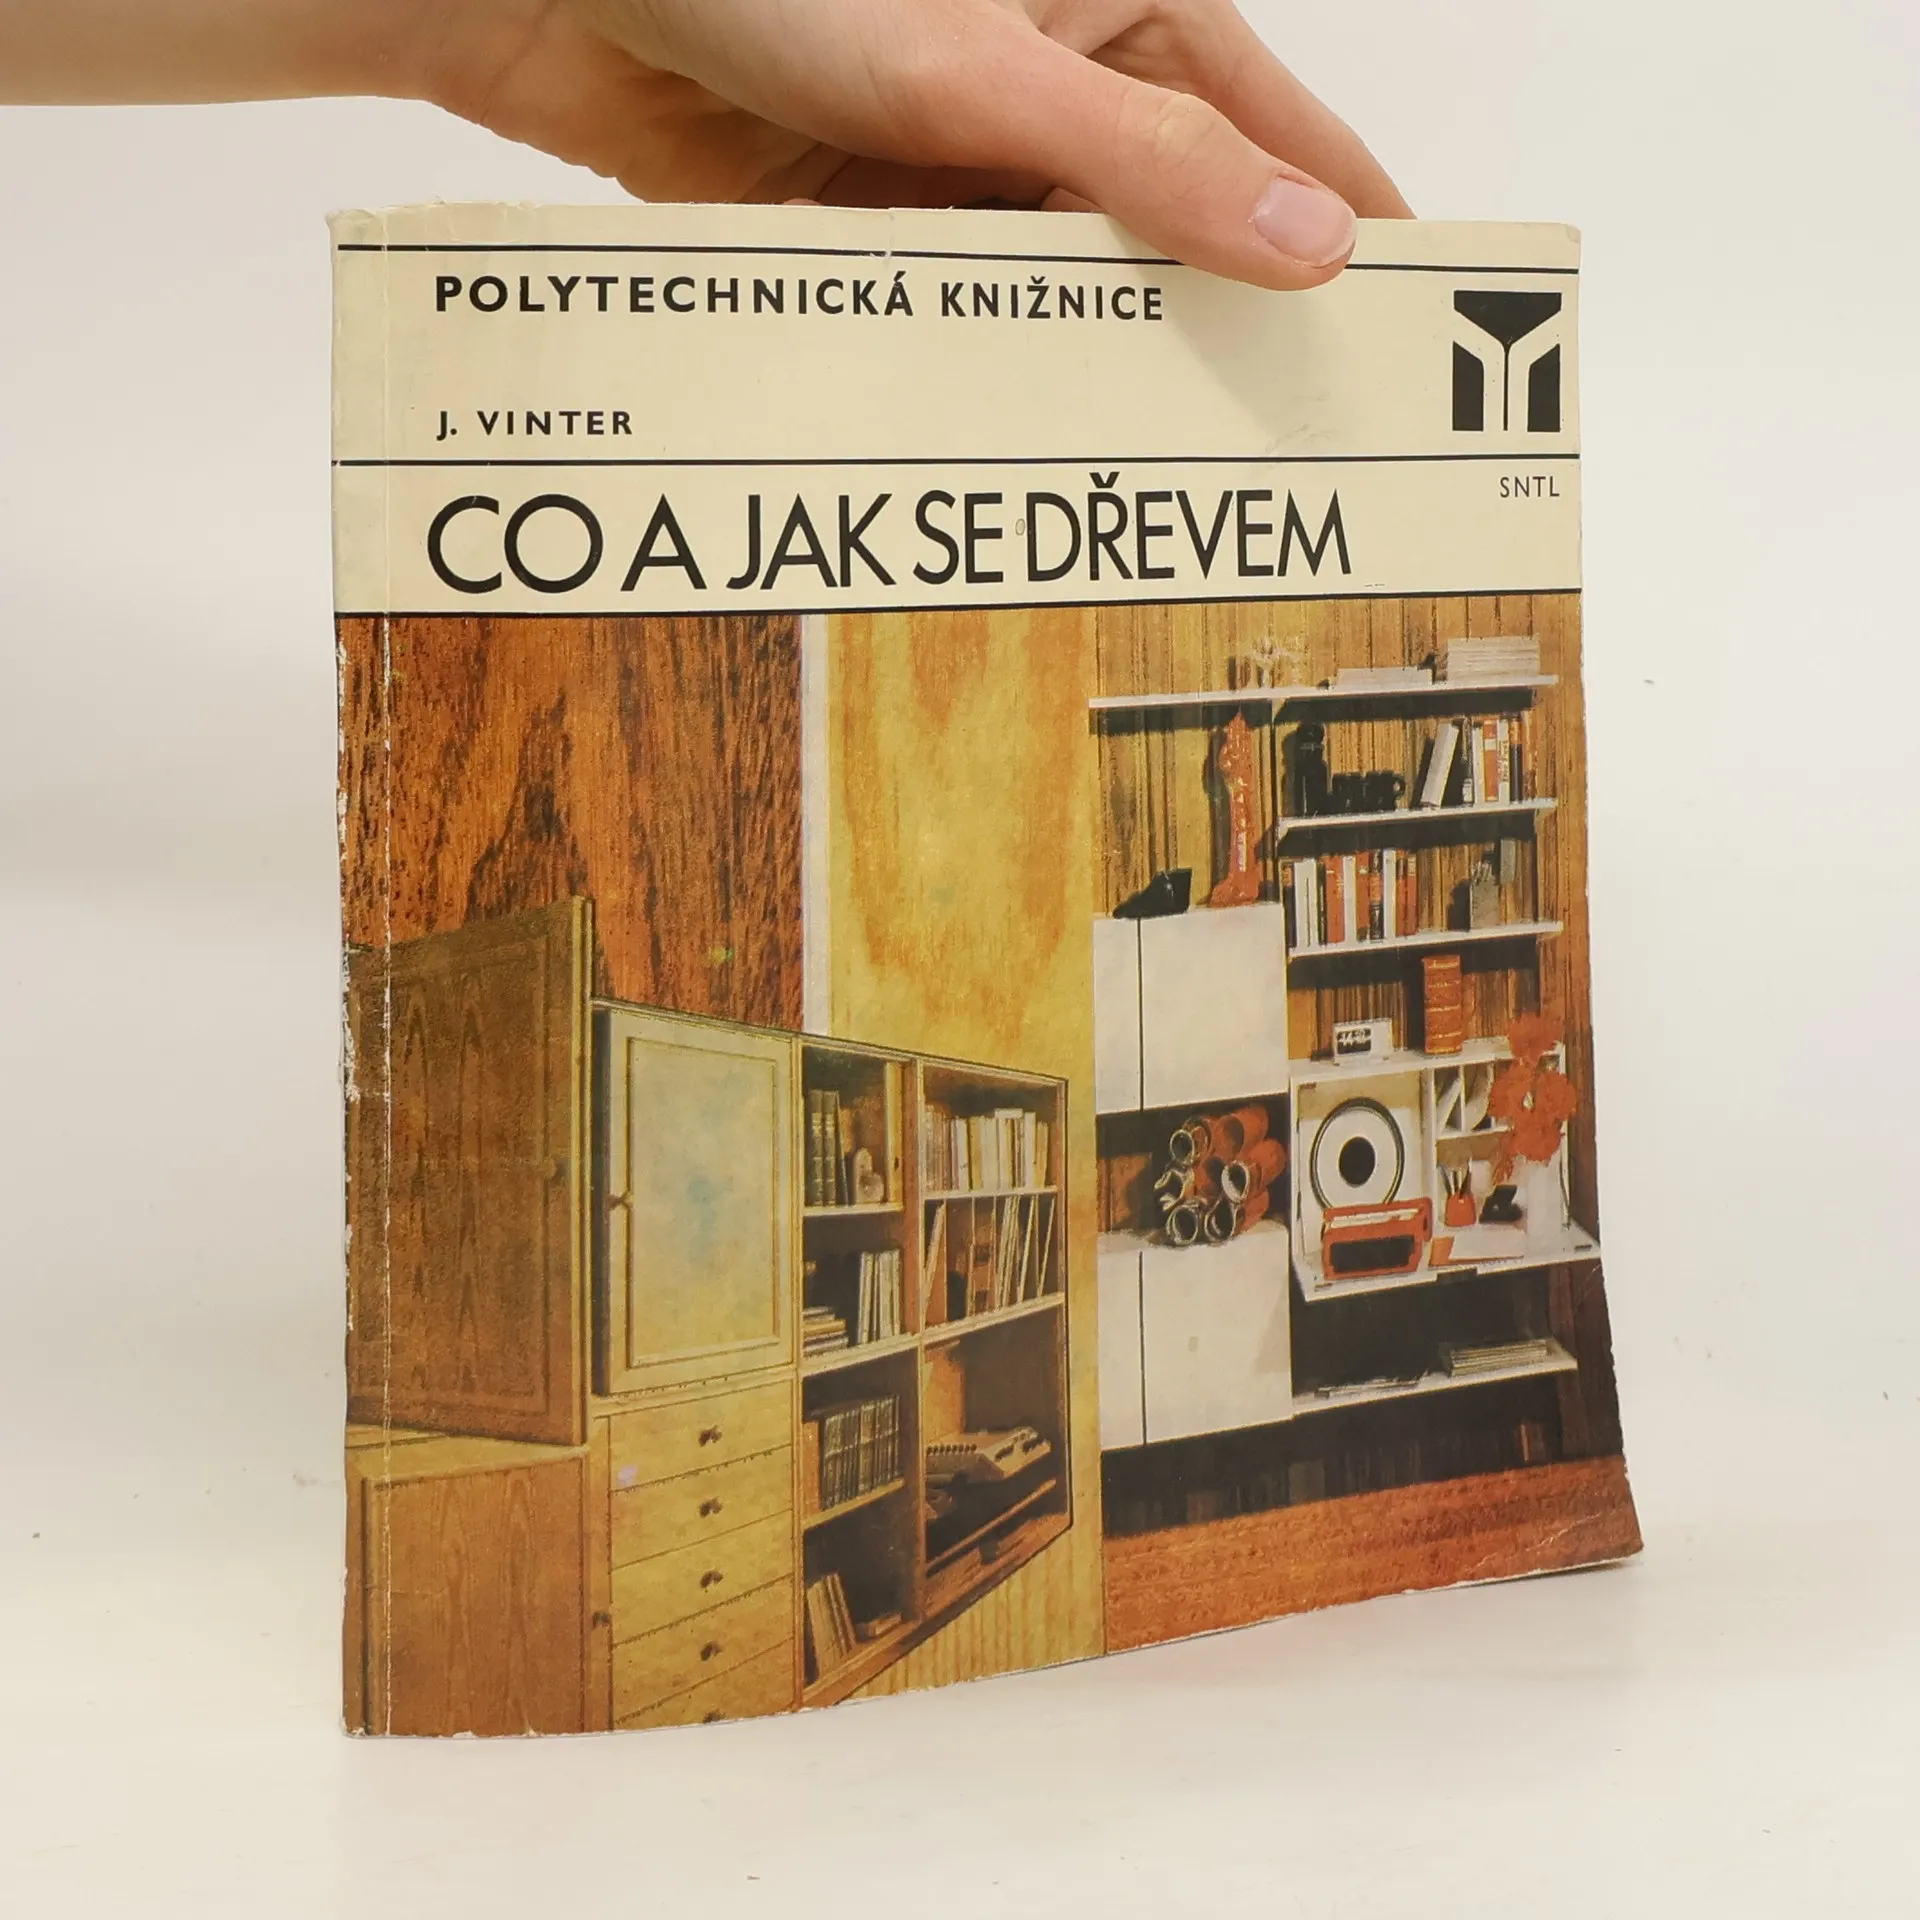 POLYTECHNICKÁ KNIŽNICE
J. VINTER
SNTL
CO A JAK SE DŘEVEM